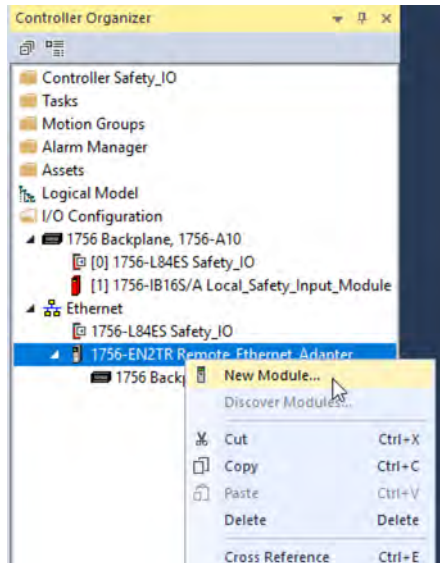 Controller Organizer
Controller Safety_IO
Tasks
Motion Groups
Alarm Manager
Assets
Logical Model
I/O Configuration
1756 Backplane, 1756-A10
[0] 1756-L84ES Safety_IO
[1] 1756-IB16S/A Local_Safety_Input_Module
Ethernet
1756-L84ES Safety_IO
1756-EN2TR Remote_Ethernet_Adapter
1756 Backp
New Module...
Discover Modules...
Cut Ctrl+X
Copy Ctrl+C
Paste Ctrl+V
Delete Delete
Cross Reference Ctrl+E